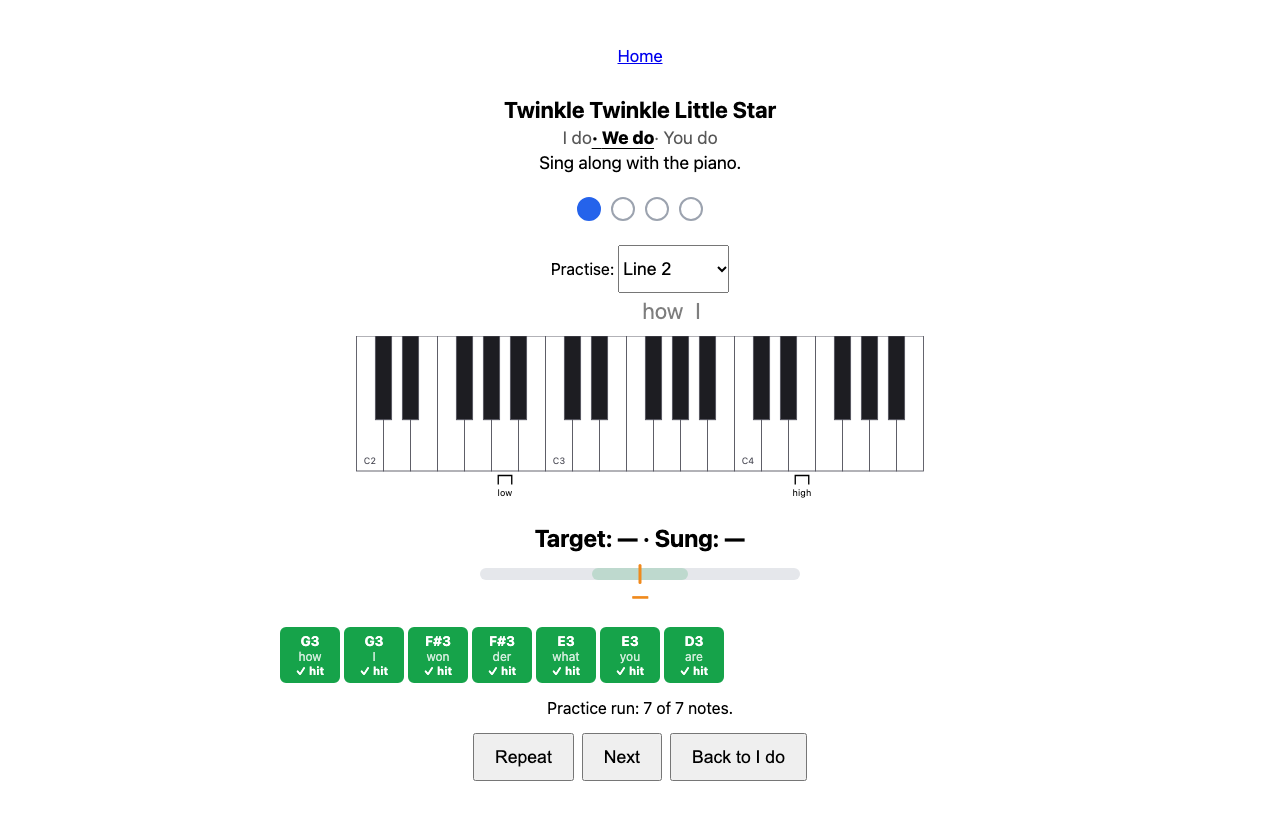 Home
Twinkle Twinkle Little Star
I do· We do· You do
Sing along with the piano.
Practise: Line 2
how I
C2 C3 C4
low high
Target: — · Sung: —
—
G3 G3 F#3 F#3 E3 E3 D3
how I won der what you are
✓ hit ✓ hit ✓ hit ✓ hit ✓ hit ✓ hit ✓ hit
Practice run: 7 of 7 notes.
Repeat Next Back to I do